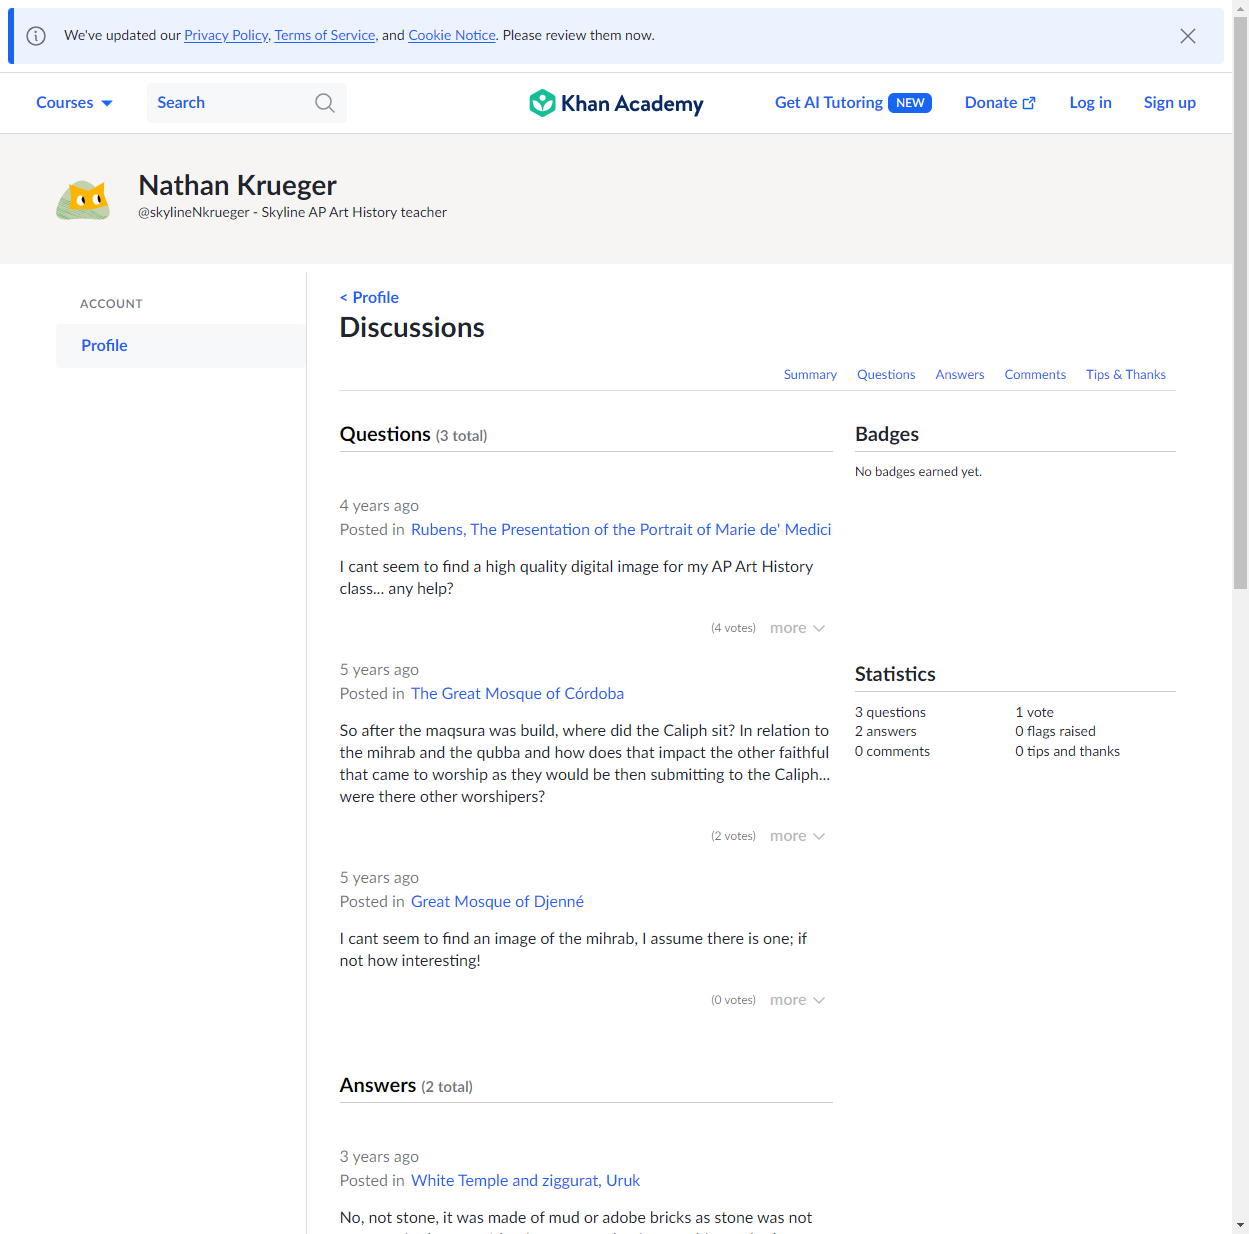 We've updated our Privacy Policy, Terms of Service, and Cookie Notice. Please review them now.
Courses
Search
Khan Academy
Get AI Tutoring NEW
Donate
Log in
Sign up
Nathan Krueger
@skylineNkrueger - Skyline AP Art History teacher
ACCOUNT
Profile
< Profile
Discussions
Summary Questions Answers Comments Tips & Thanks
Questions (3 total)
4 years ago
Posted in Rubens, The Presentation of the Portrait of Marie de' Medici
I cant seem to find a high quality digital image for my AP Art History
class... any help?
(4 votes) more
5 years ago
Posted in The Great Mosque of Córdoba
So after the maqsura was build, where did the Caliph sit? In relation to
the mihrab and the qubba and how does that impact the other faithful
that came to worship as they would be then submitting to the Caliph...
were there other worshipers?
(2 votes) more
5 years ago
Posted in Great Mosque of Djenné
I cant seem to find an image of the mihrab, I assume there is one; if
not how interesting!
(0 votes) more
Answers (2 total)
3 years ago
Posted in White Temple and ziggurat, Uruk
No, not stone, it was made of mud or adobe bricks as stone was not
Badges
No badges earned yet.
Statistics
3 questions
1 vote
2 answers
0 flags raised
0 comments
0 tips and thanks